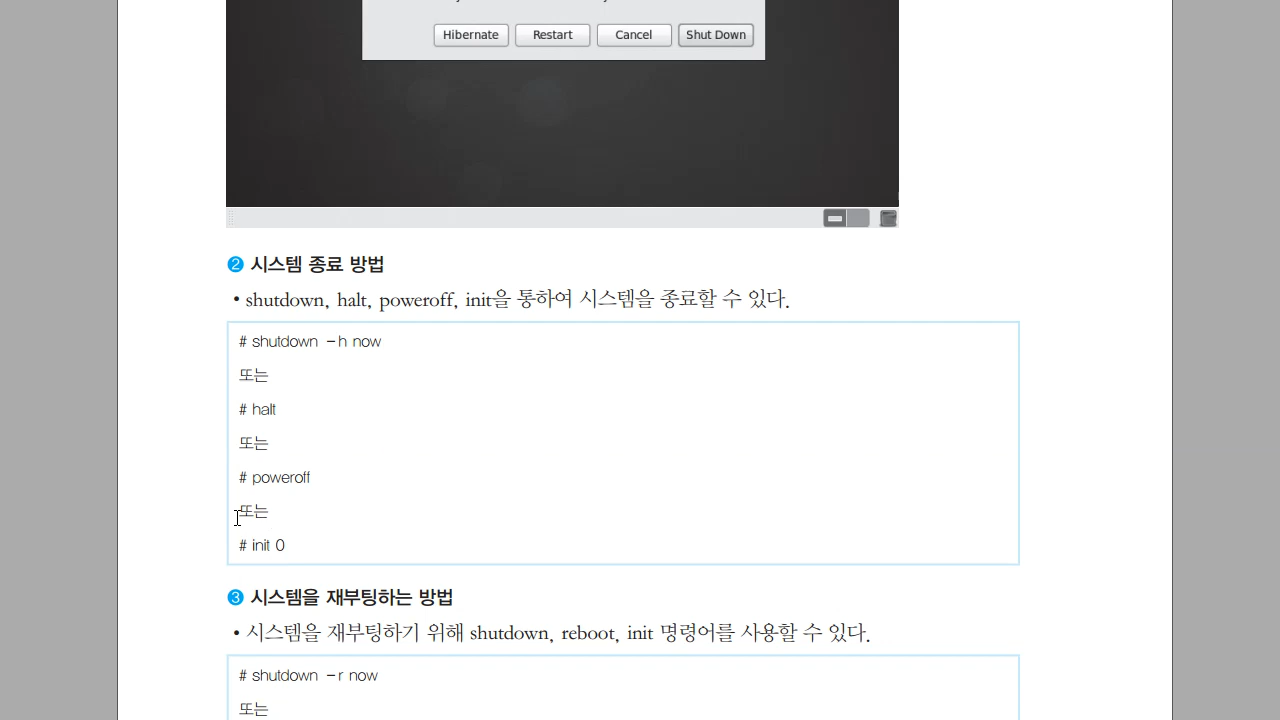 Hibernate Restart Cancel Shut Down
❷ 시스템 종료 방법
• shutdown, halt, poweroff, init을 통하여 시스템을 종료할 수 있다.
# shutdown –h now
또는
# halt
또는
# poweroff
또는
# init 0
❸ 시스템을 재부팅하는 방법
• 시스템을 재부팅하기 위해 shutdown, reboot, init 명령어를 사용할 수 있다.
# shutdown –r now
또는